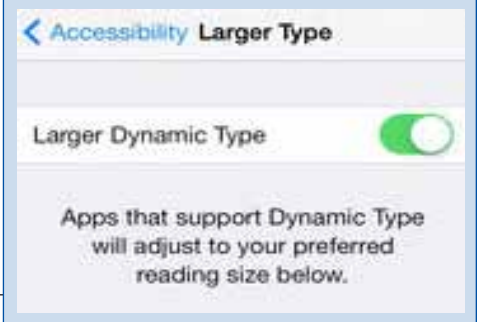 Accessibility Larger Type
Larger Dynamic Type
Apps that support Dynamic Type
will adjust to your preferred
reading size below.